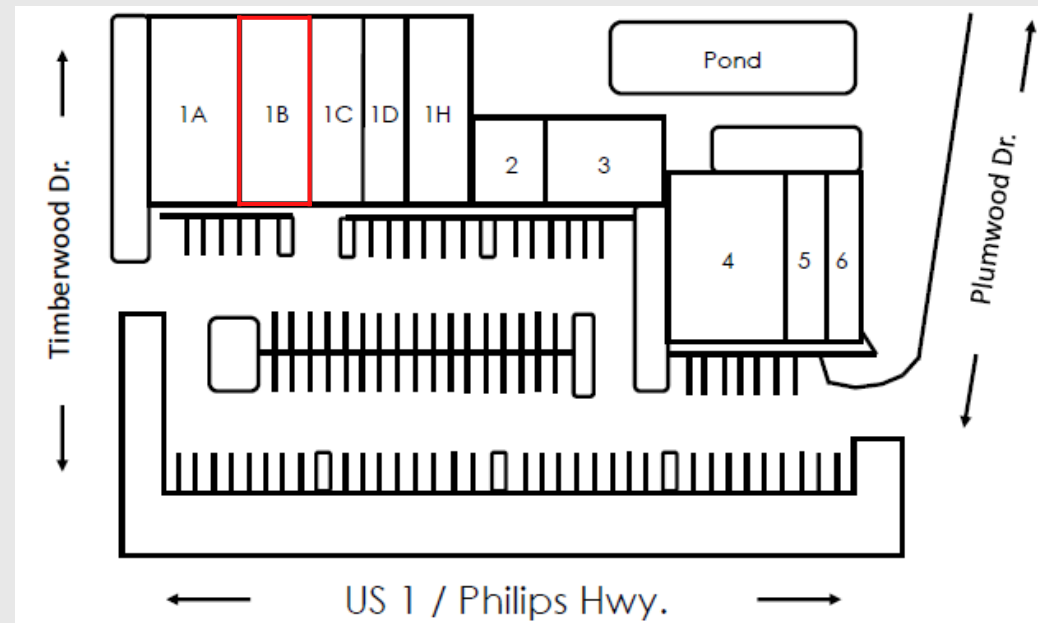 Pond
1A
1B
1C
1D
1H
2
3
4
5
6
Timberwood Dr.
Plumwood Dr.
US 1 / Philips Hwy.